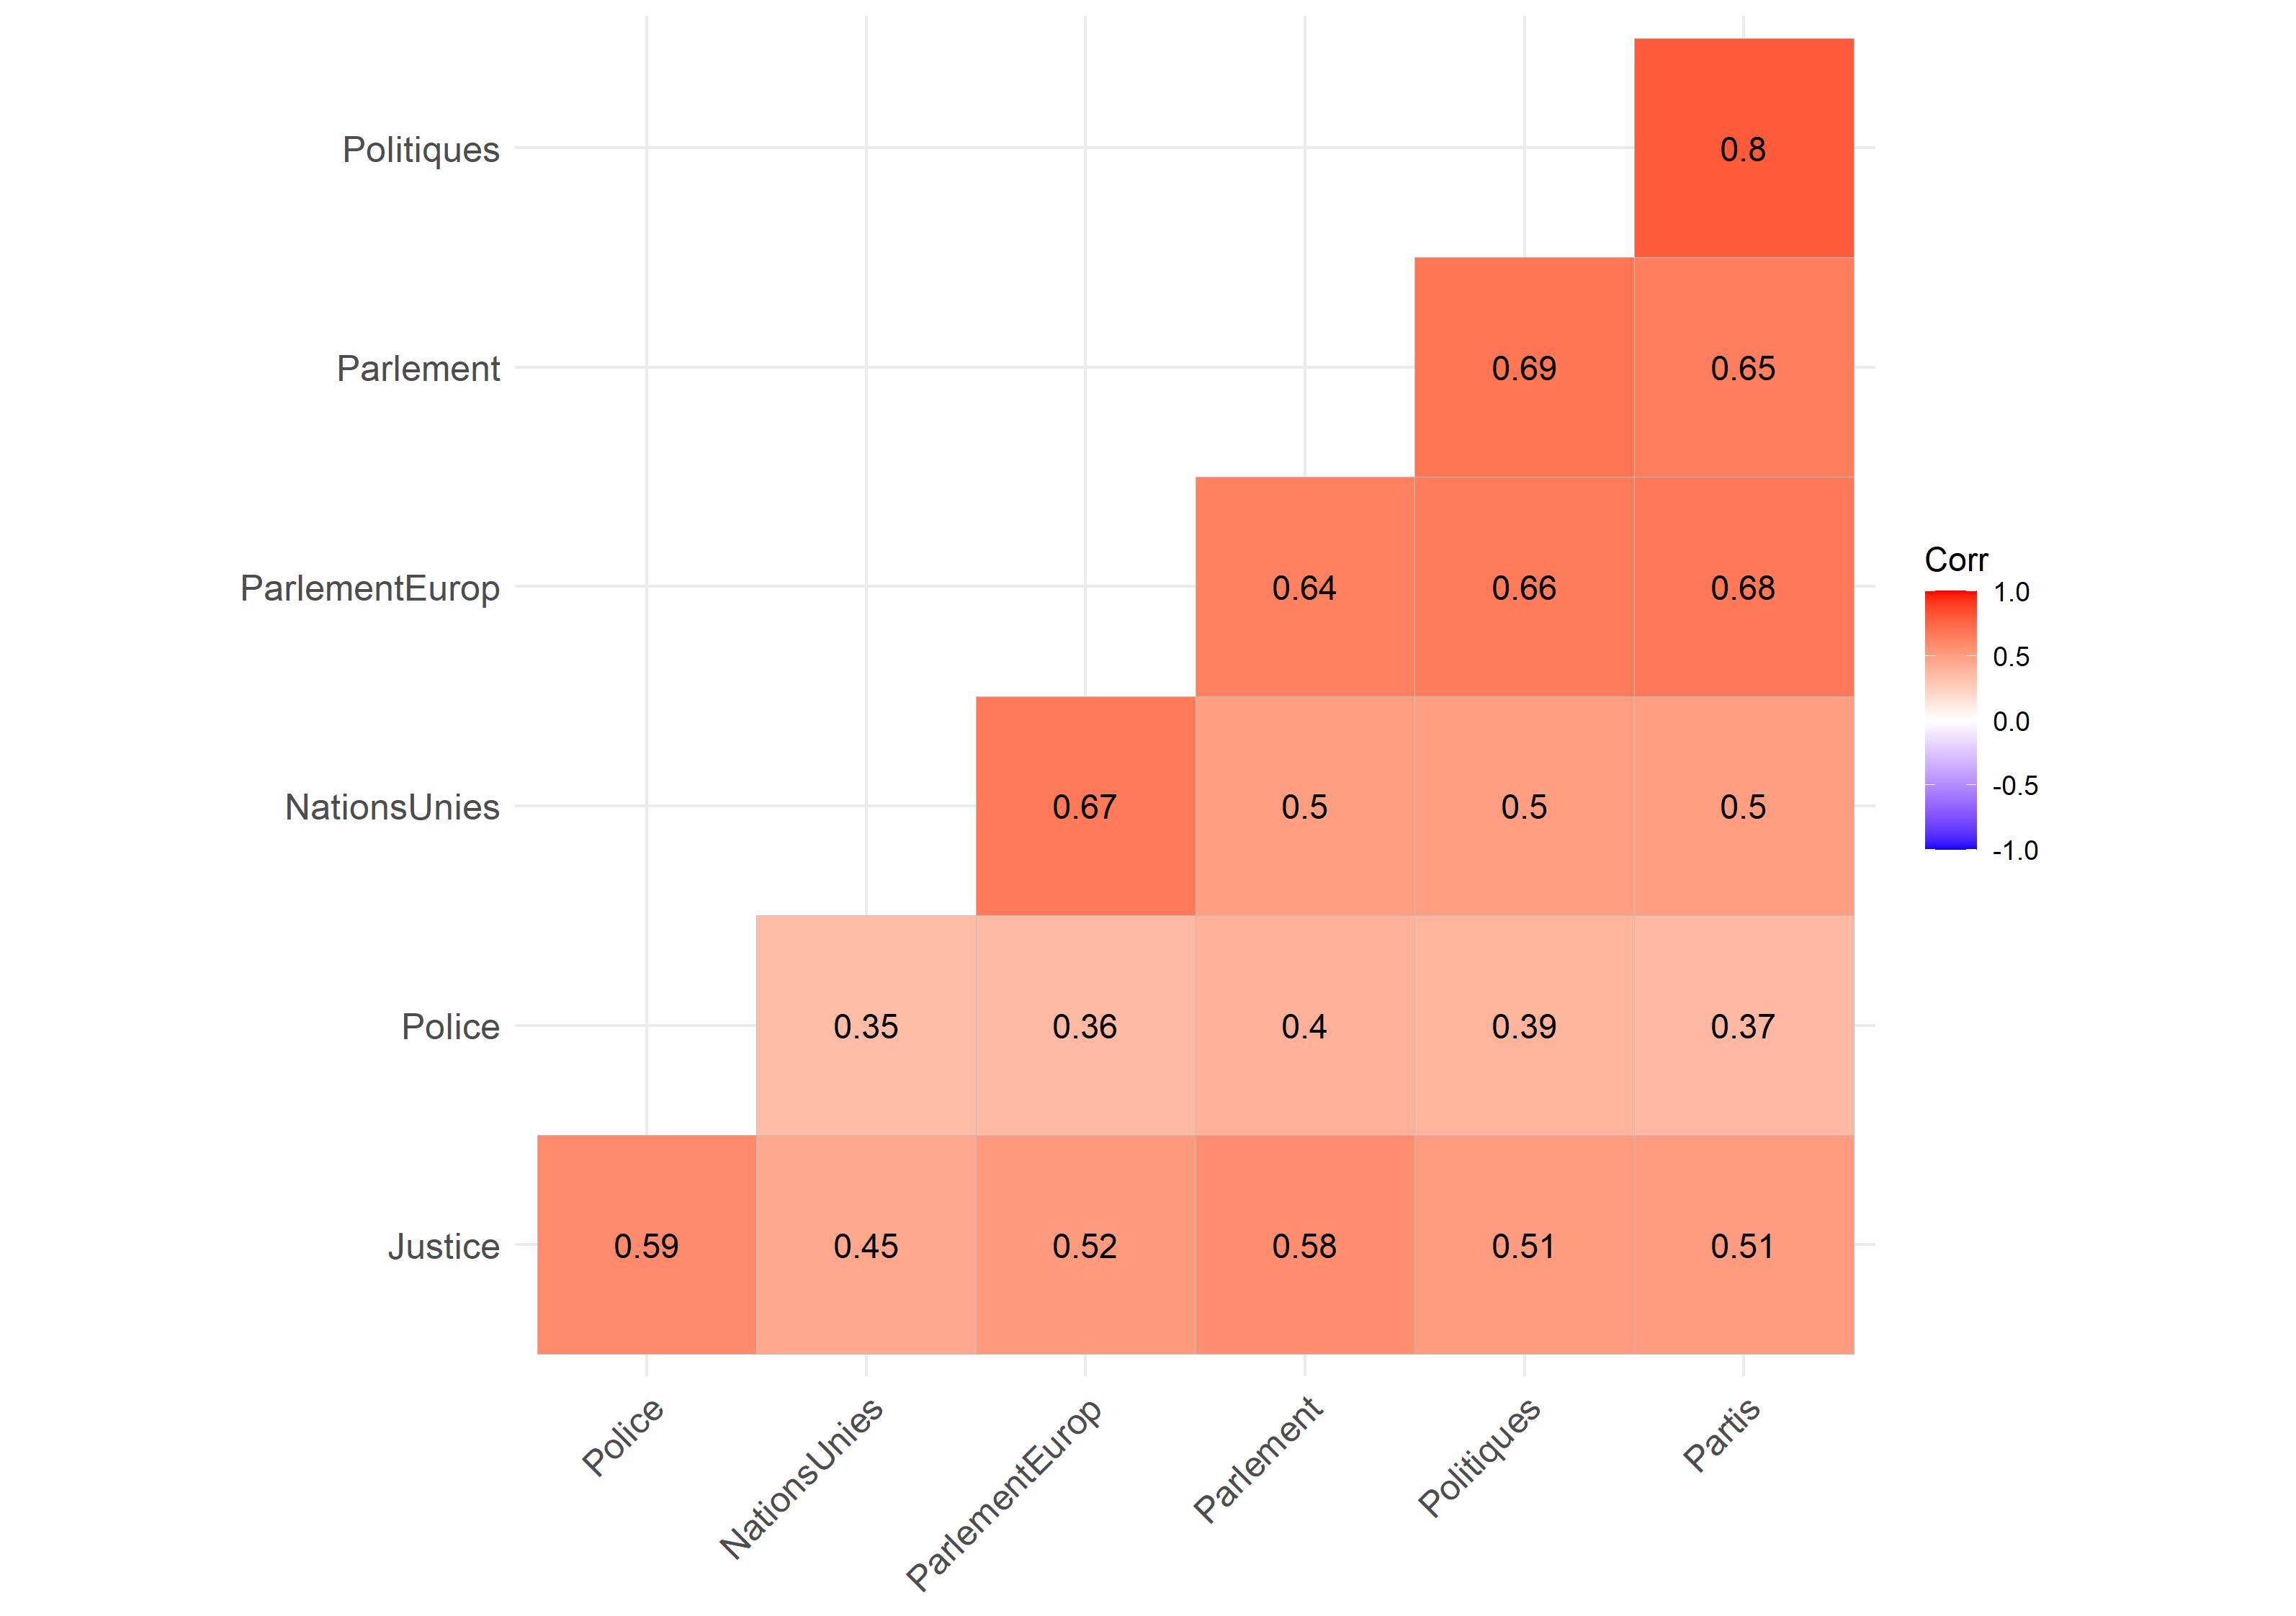 Politiques
0.8
Parlement
0.69 0.65
ParlementEurop
0.64 0.66 0.68
NationsUnies
0.67 0.5 0.5 0.5
Police
0.35 0.36 0.4 0.39 0.37
Justice
0.59 0.45 0.52 0.58 0.51 0.51
Police
NationsUnies
ParlementEurop
Parlement
Politiques
Partis
Corr
1.0
0.5
0.0
-0.5
-1.0